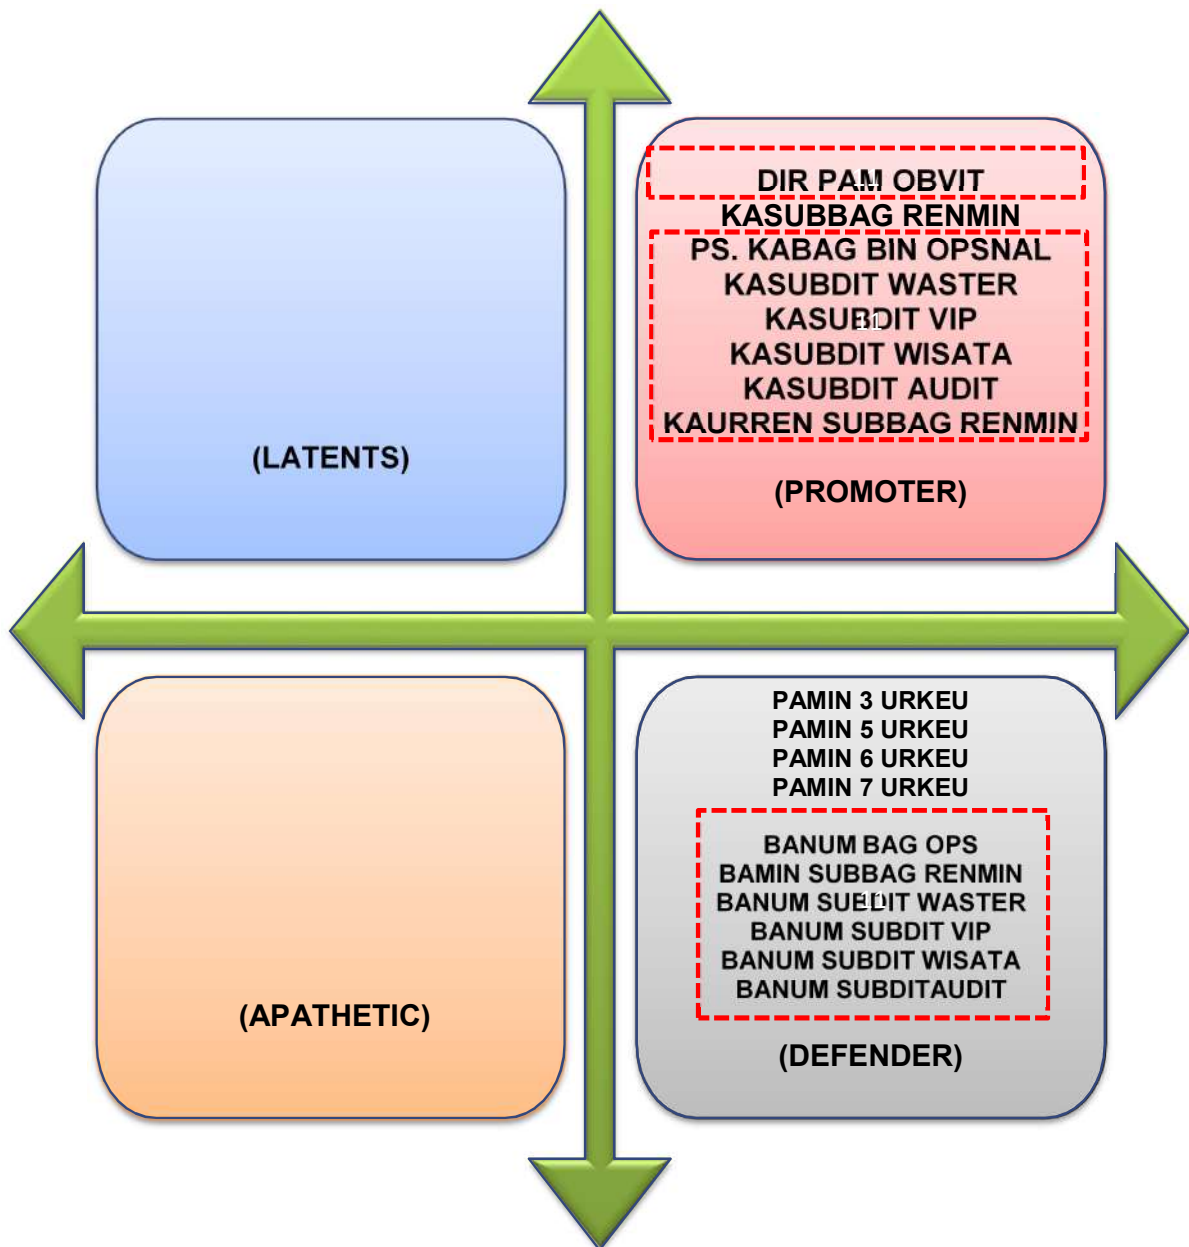 DIR PAM OBVIT
KASUBBAG RENMIN
PS. KABAG BIN OPSNAL
KASUBDIT WASTER
KASUBDIT VIP
11
KASUBDIT WISATA
KASUBDIT AUDIT
KAURREN SUBBAG RENMIN
(PROMOTER)
(LATENTS)
PAMIN 3 URKEU
PAMIN 5 URKEU
PAMIN 6 URKEU
PAMIN 7 URKEU
BANUM BAG OPS
BAMIN SUBBAG RENMIN
BANUM SUBDIT WASTER
11
BANUM SUBDIT VIP
BANUM SUBDIT WISATA
BANUM SUBDITAUDIT
(DEFENDER)
(APATHETIC)